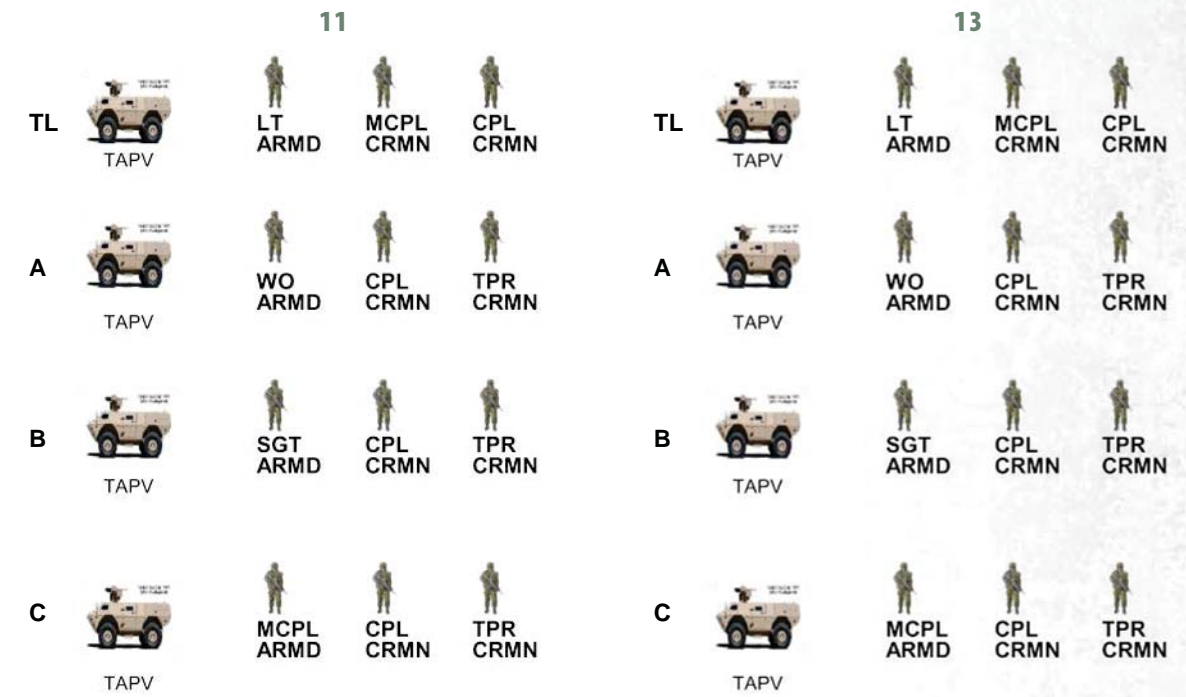 11
TL
TAPV
LT ARMD
MCPL CRMN
CPL CRMN
A
TAPV
WO ARMD
CPL CRMN
TPR CRMN
B
TAPV
SGT ARMD
CPL CRMN
TPR CRMN
C
TAPV
MCPL ARMD
CPL CRMN
TPR CRMN
13
TL
TAPV
LT ARMD
MCPL CRMN
CPL CRMN
A
TAPV
WO ARMD
CPL CRMN
TPR CRMN
B
TAPV
SGT ARMD
CPL CRMN
TPR CRMN
C
TAPV
MCPL ARMD
CPL CRMN
TPR CRMN